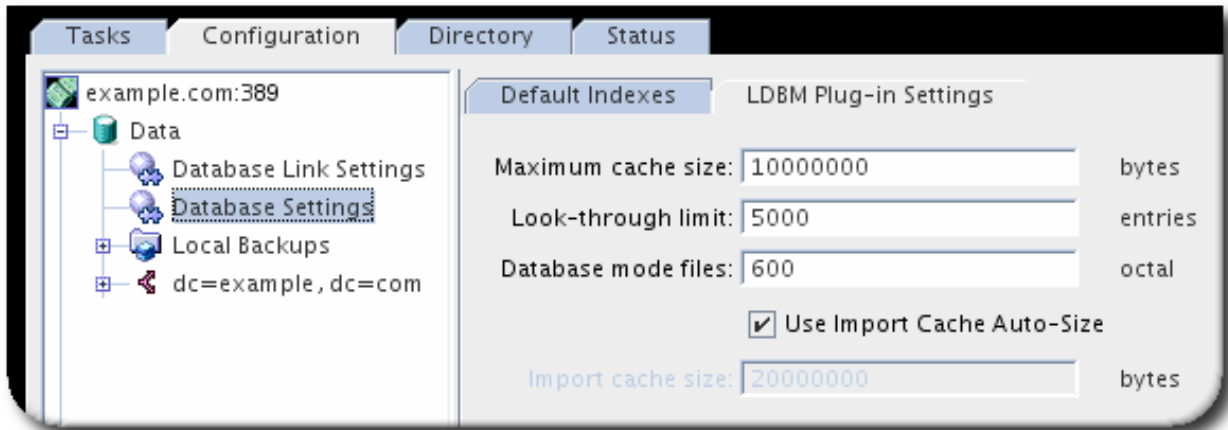 Tasks Configuration Directory Status
example.com:389
Data
Database Link Settings
Database Settings
Local Backups
dc=example, dc=com
Default Indexes LDBM Plug-in Settings
Maximum cache size: 10000000 bytes
Look-through limit: 5000 entries
Database mode files: 600 octal
Use Import Cache Auto-Size
Import cache size: 20000000 bytes